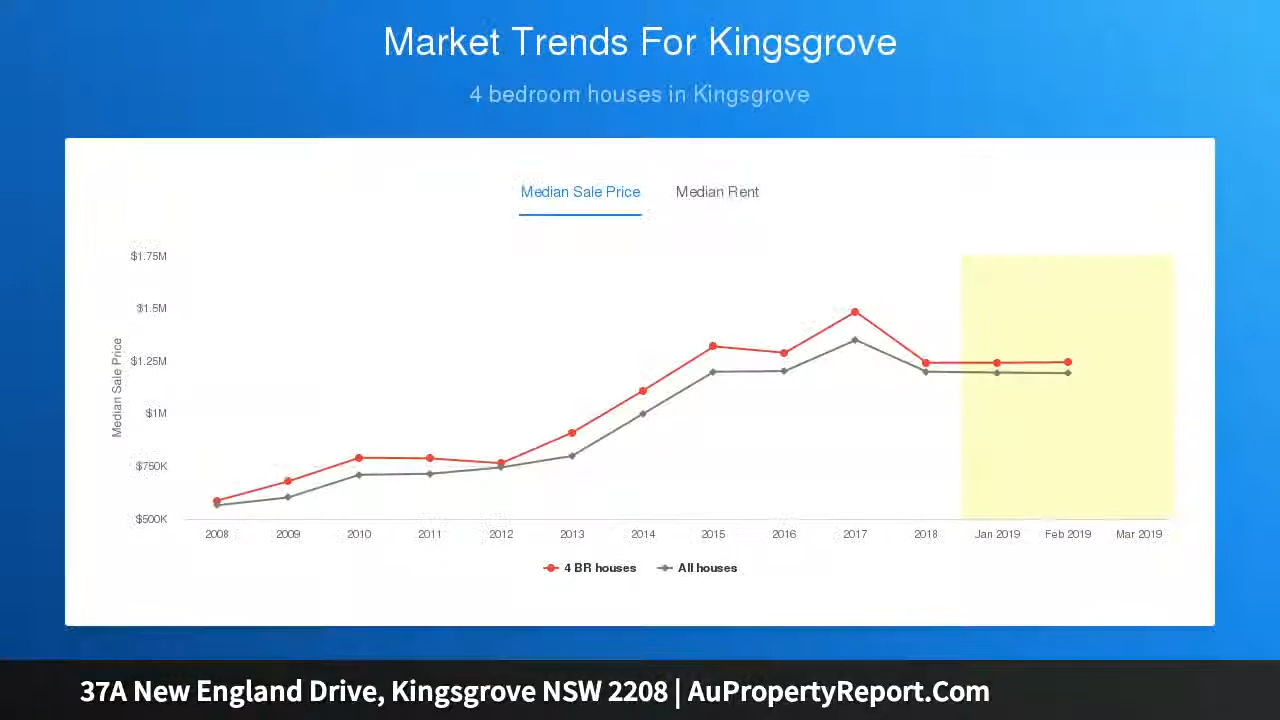 Market Trends For Kingsgrove
4 bedroom houses in Kingsgrove
Median Sale Price Median Rent
$1.75M
$1.5M
$1.25M
$1M
$750K
$500K
Median Sale Price
2008 2009 2010 2011 2012 2013 2014 2015 2016 2017 2018 Jan 2019 Feb 2019 Mar 2019
4 BR houses All houses
37A New England Drive, Kingsgrove NSW 2208 | AuPropertyReport.Com